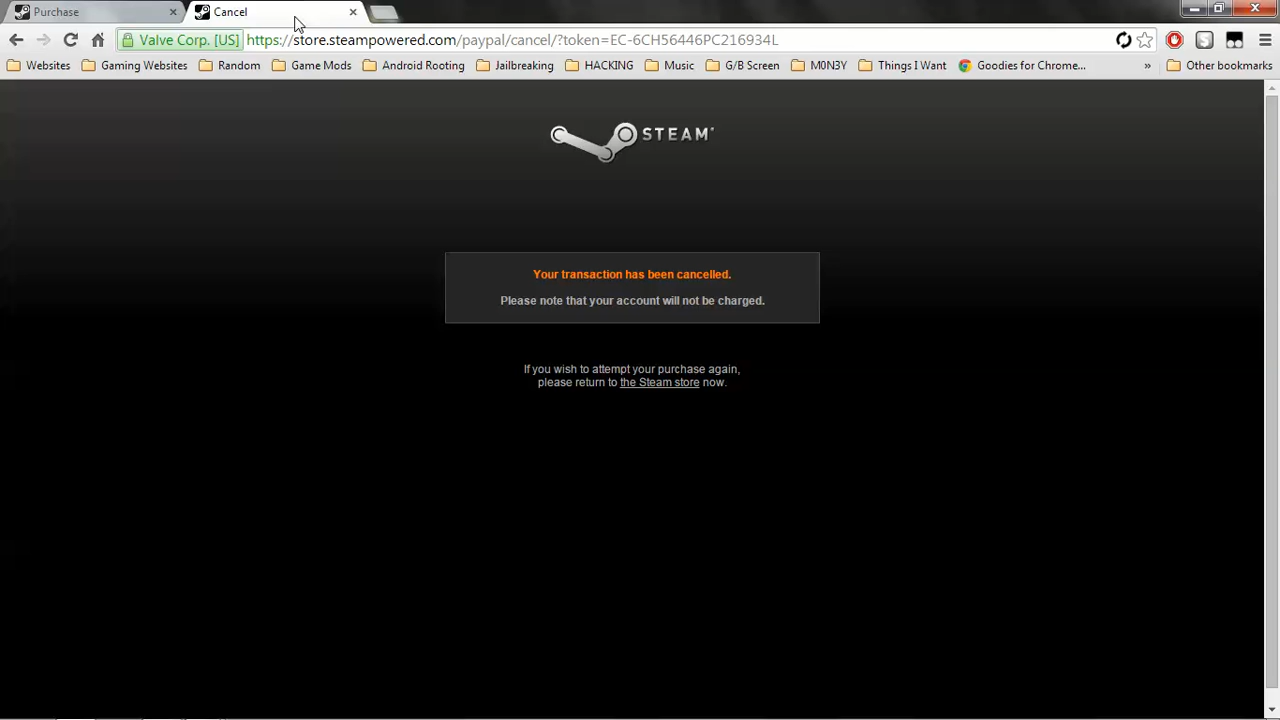 Purchase
Cancel
Valve Corp. [US] https://store.steampowered.com/paypal/cancel/?token=EC-6CH56446PC216934L
Websites Gaming Websites Random Game Mods Android Rooting Jailbreaking HACKING Music G/B Screen M0N3Y Things I Want Goodies for Chrome... » Other bookmarks
STEAM®
Your transaction has been cancelled.
Please note that your account will not be charged.
If you wish to attempt your purchase again,
please return to the Steam store now.